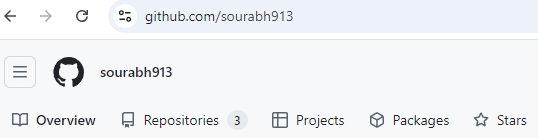 github.com/sourabh913
sourabh913
Overview Repositories 3 Projects Packages Stars